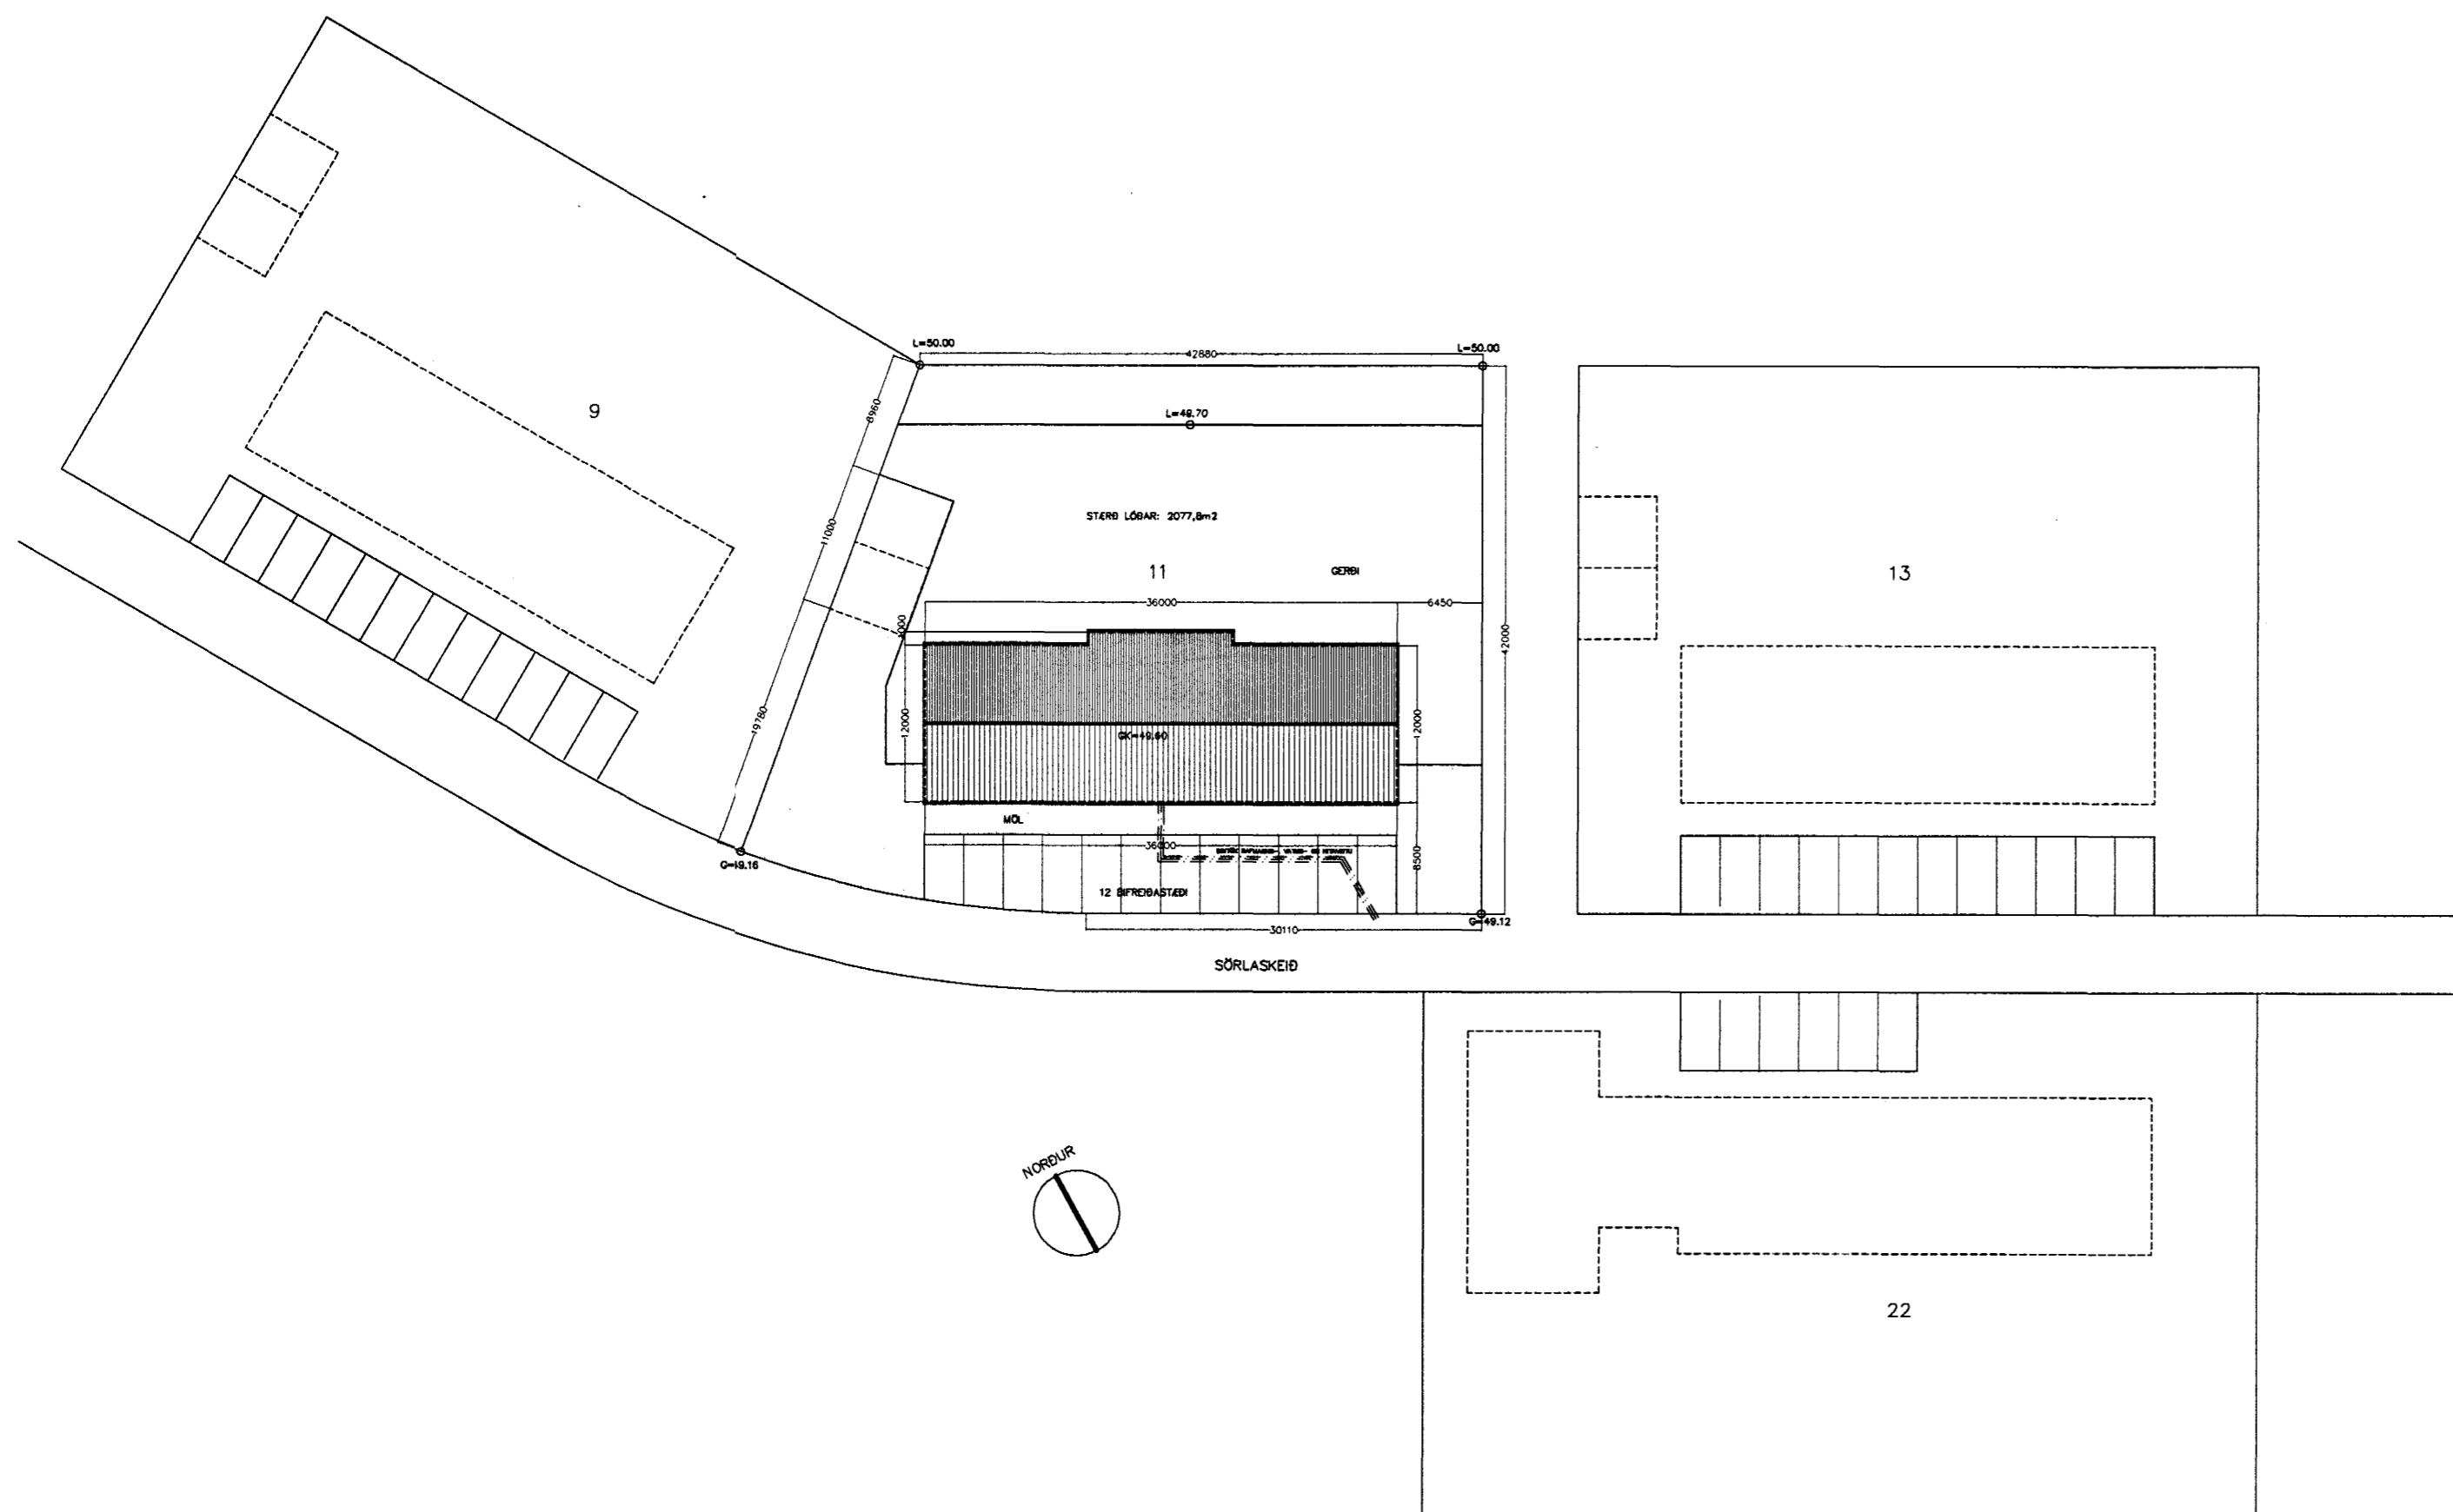 L=50.00
42880
L=50.00
8960
9
L=49.70
11000
STÆRÐ LÓÐAR: 2077,8m2
11
GERÐI
13
36000
6450
42000
19780
12000
12000
GK=49.60
MÖL
36000
8500
G=49.16
12 BIFREIÐASTÆÐI
G=49.12
30110
SÖRLASKEIÐ
NORÐUR
22